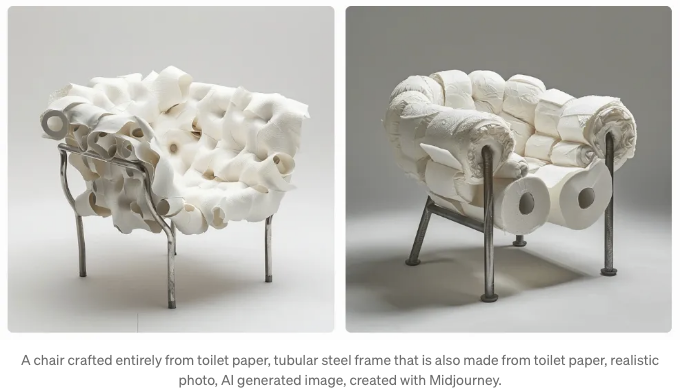 A chair crafted entirely from toilet paper, tubular steel frame that is also made from toilet paper, realistic
photo, AI generated image, created with Midjourney.